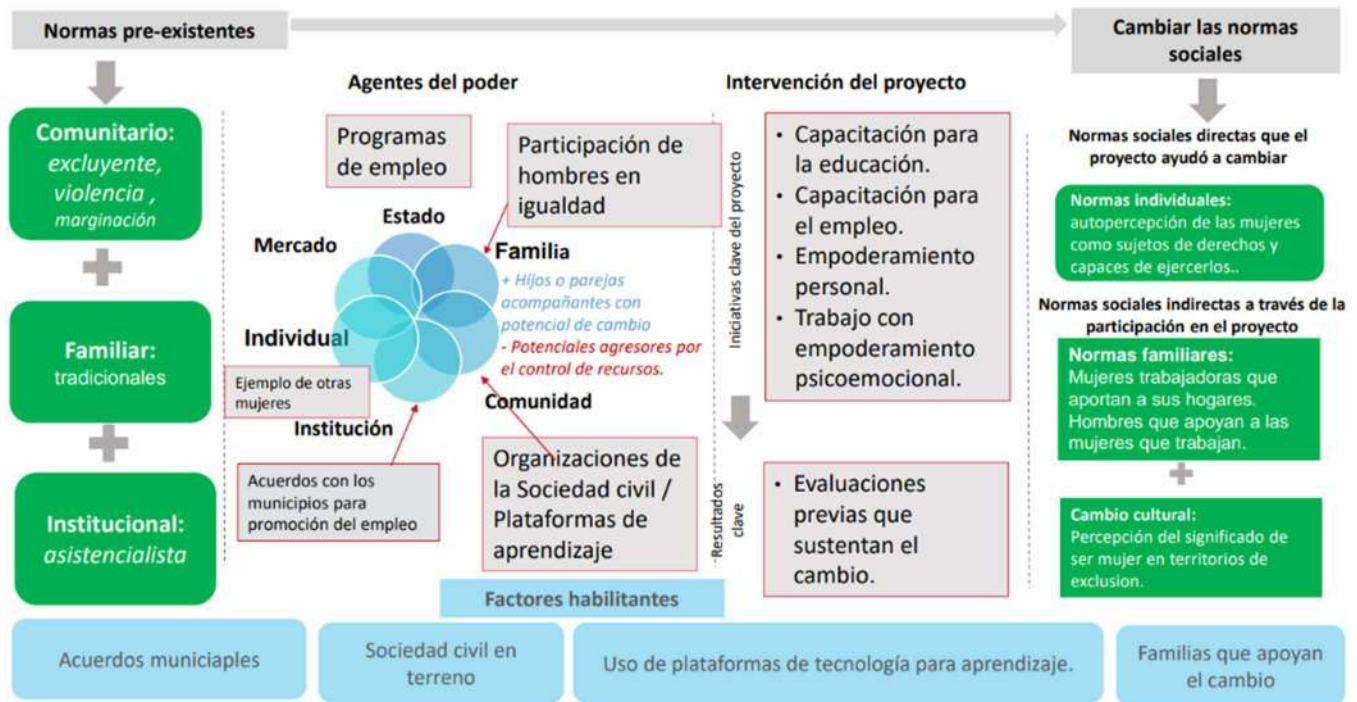 Normas pre-existentes
Cambiar las normas
sociales
Comunitario:
excluyente,
violencia ,
marginación
Familiar:
tradicionales
Institucional:
asistencialista
Agentes del poder
Programas
de empleo
Participación de
hombres en
igualdad
Estado
Mercado
Familia
+ Hijos o parejas
acompañantes con
potencial de cambio
- Potenciales agresores por
el control de recursos.
Individual
Ejemplo de otras
mujeres
Comunidad
Institución
Acuerdos con los
municipios para
promoción del empleo
Organizaciones de
la Sociedad civil /
Plataformas de
aprendizaje
Intervención del proyecto
Iniciativas clave del proyecto
• Capacitación para
la educación.
• Capacitación para
el empleo.
• Empoderamiento
personal.
• Trabajo con
empoderamiento
psicoemocional.
Resultados
clave
• Evaluaciones
previas que
sustentan el
cambio.
Normas sociales directas que el
proyecto ayudó a cambiar
Normas individuales:
autopercepción de las mujeres
como sujetos de derechos y
capaces de ejercerlos..
Normas sociales indirectas a través de la
participación en el proyecto
Normas familiares:
Mujeres trabajadoras que
aportan a sus hogares.
Hombres que apoyan a las
mujeres que trabajan.
Cambio cultural:
Percepción del significado de
ser mujer en territorios de
exclusion.
Factores habilitantes
Acuerdos municiaples
Sociedad civil en
terreno
Uso de plataformas de tecnología para aprendizaje.
Familias que apoyan
el cambio